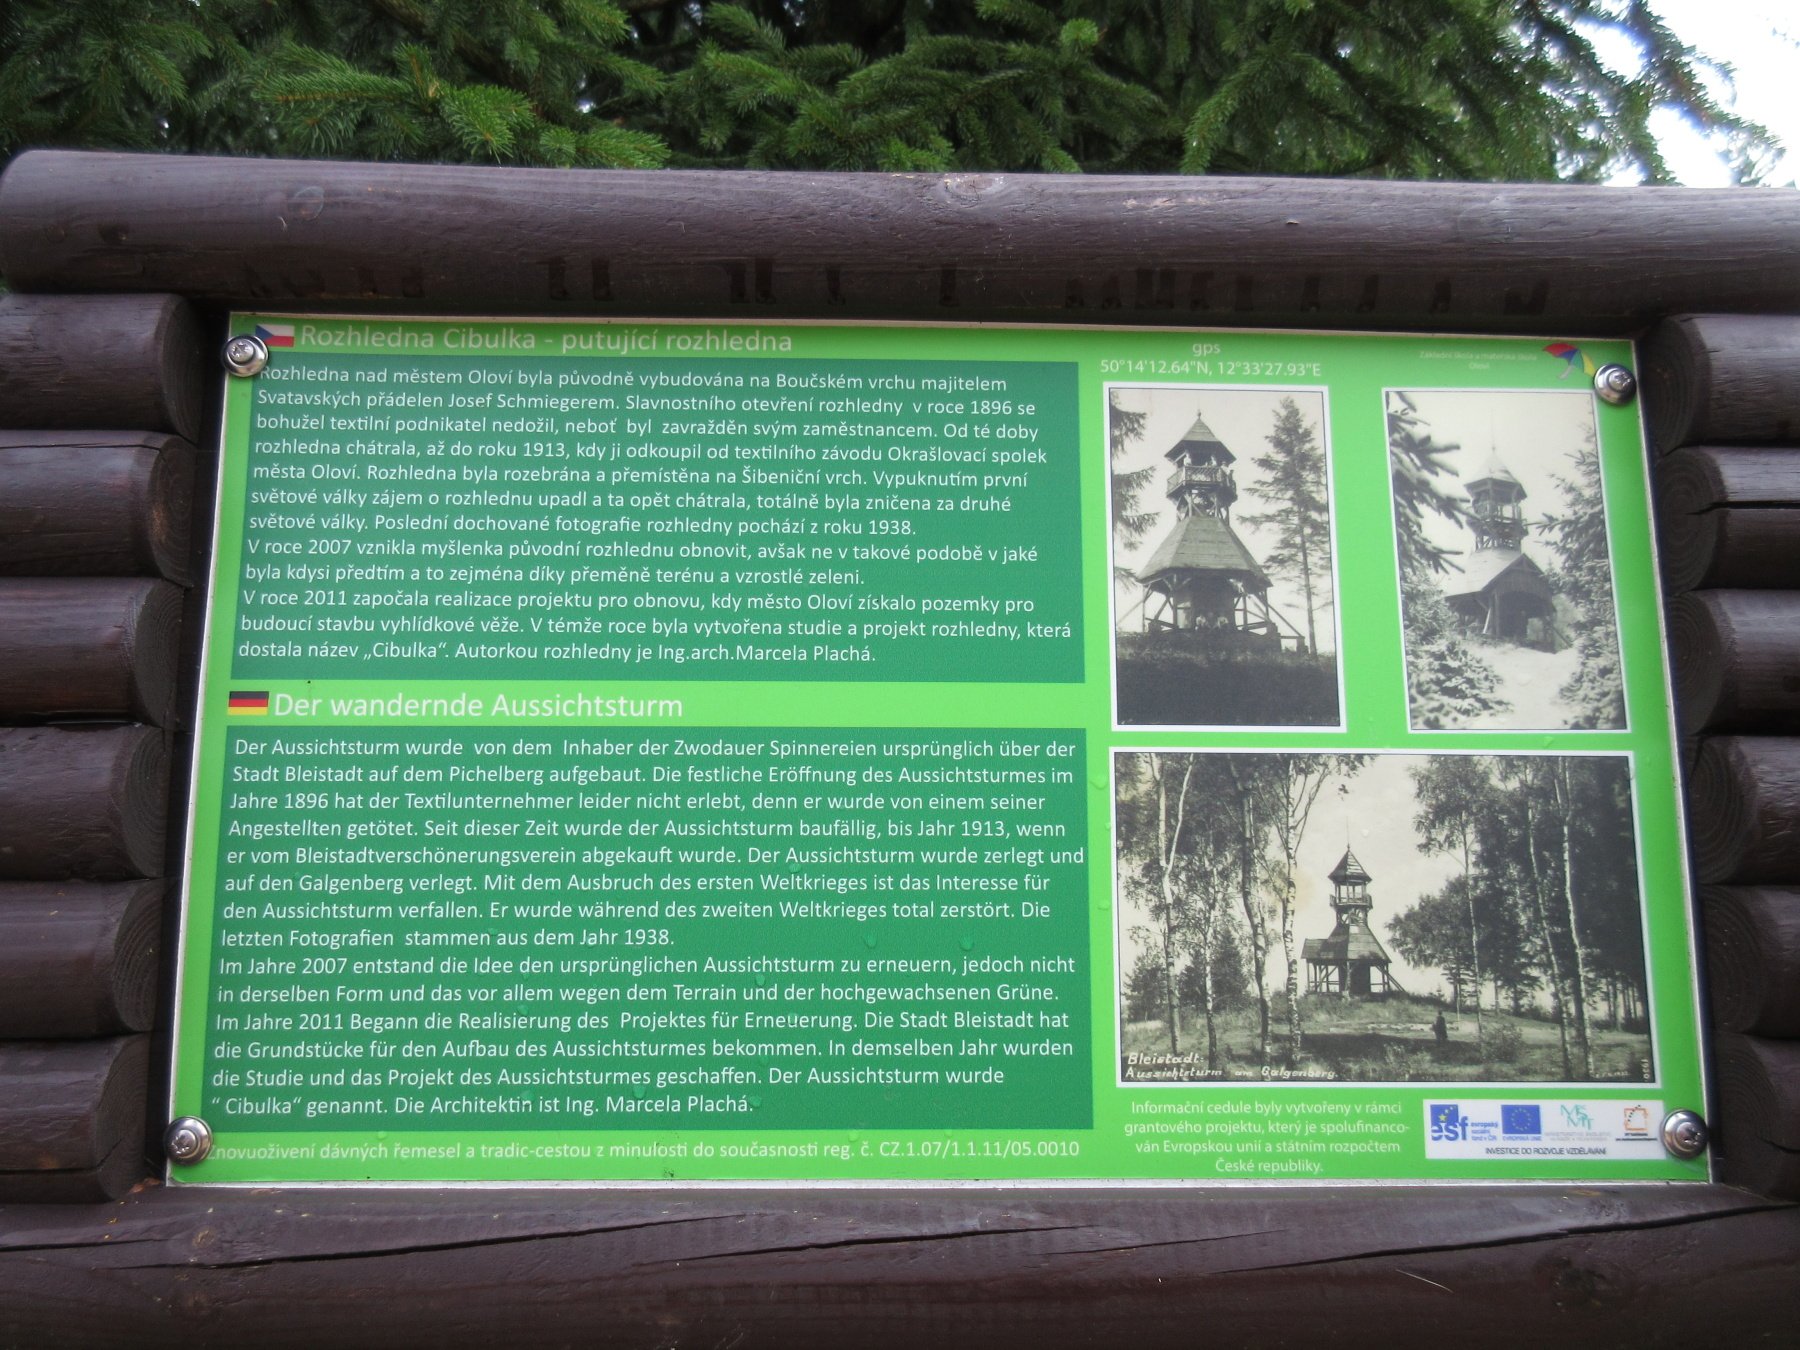 Rozhledna Cibulka - putující rozhledna
Rozhledna nad městem Oloví byla původně vybudována na Boučském vrchu majitelem
Svatavských přádelen Josef Schmiegerem. Slavnostního otevření rozhledny v roce 1896 se
bohužel textilní podnikatel nedožil, neboť byl zavražděn svým zaměstnancem. Od té doby
rozhledna chátrala, až do roku 1913, kdy ji odkoupil od textilního závodu Okrašlovací spolek
města Oloví. Rozhledna byla rozebrána a přemístěna na Šibeniční vrch. Vypuknutím první
světové války zájem o rozhlednu upadl a ta opět chátrala, totálně byla zničena za druhé
světové války. Poslední dochované fotografie rozhledny pochází z roku 1938.
V roce 2007 vznikla myšlenka původní rozhlednu obnovit, avšak ne v takové podobě v jaké
byla kdysi předtím a to zejména díky přeměně terénu a vzrostlé zeleni.
V roce 2011 započala realizace projektu pro obnovu, kdy město Oloví získalo pozemky pro
budoucí stavbu vyhlídkové věže. V témže roce byla vytvořena studie a projekt rozhledny, která
dostala název „Cibulka“. Autorkou rozhledny je Ing.arch.Marcela Plachá.
Der wandernde Aussichtsturm
Der Aussichtsturm wurde von dem Inhaber der Zwodauer Spinnereien ursprünglich über der
Stadt Bleistadt auf dem Pichelberg aufgebaut. Die festliche Eröffnung des Aussichtsturmes im
Jahre 1896 hat der Textilunternehmer leider nicht erlebt, denn er wurde von einem seiner
Angestellten getötet. Seit dieser Zeit wurde der Aussichtsturm baufällig, bis Jahr 1913, wenn
er vom Bleistadtverschönerungsverein abgekauft wurde. Der Aussichtsturm wurde zerlegt und
auf den Galgenberg verlegt. Mit dem Ausbruch des ersten Weltkrieges ist das Interesse für
den Aussichtsturm verfallen. Er wurde während des zweiten Weltkrieges total zerstört. Die
letzten Fotografien stammen aus dem Jahr 1938.
Im Jahre 2007 entstand die Idee den ursprünglichen Aussichtsturm zu erneuern, jedoch nicht
in derselben Form und das vor allem wegen dem Terrain und der hochgewachsenen Grüne.
Im Jahre 2011 Begann die Realisierung des Projektes für Erneuerung. Die Stadt Bleistadt hat
die Grundstücke für den Aufbau des Aussichtsturmes bekommen. In demselben Jahr wurden
die Studie und das Projekt des Aussichtsturmes geschaffen. Der Aussichtsturm wurde
“ Cibulka“ genannt. Die Architektin ist Ing. Marcela Plachá.
Znovuoživení dávných řemesel a tradic-cestou z minulosti do současnosti reg. č. CZ.1.07/1.1.11/05.0010
gps
50°14'12.64"N, 12°33'27.93"E
Základní škola a mateřská škola
Oloví
Bleistadt:
Aussichtsturm am Galgenberg.
Informační cedule byly vytvořeny v rámci
grantového projektu, který je spolufinanco-
ván Evropskou unií a státním rozpočtem
České republiky.
esf evropský
sociální
fond v ČR
EVROPSKÁ UNIE
INVESTICE DO ROZVOJE VZDĚLÁVÁNÍ